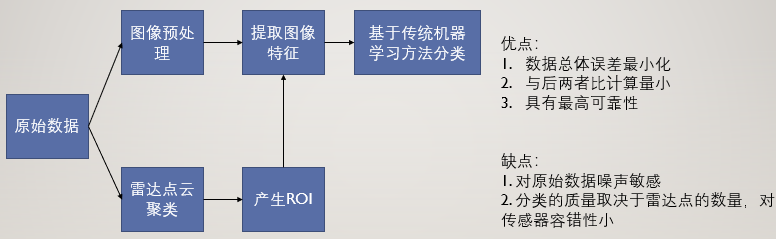 图像预处
理
提取图像
特征
基于传统机器
学习方法分类
原始数据
雷达点云
聚类
产生ROI
优点：
1. 数据总体误差最小化
2. 与后两者比计算量小
3. 具有最高可靠性
缺点：
1.对原始数据噪声敏感
2.分类的质量取决于雷达点的数量，对
传感器容错性小